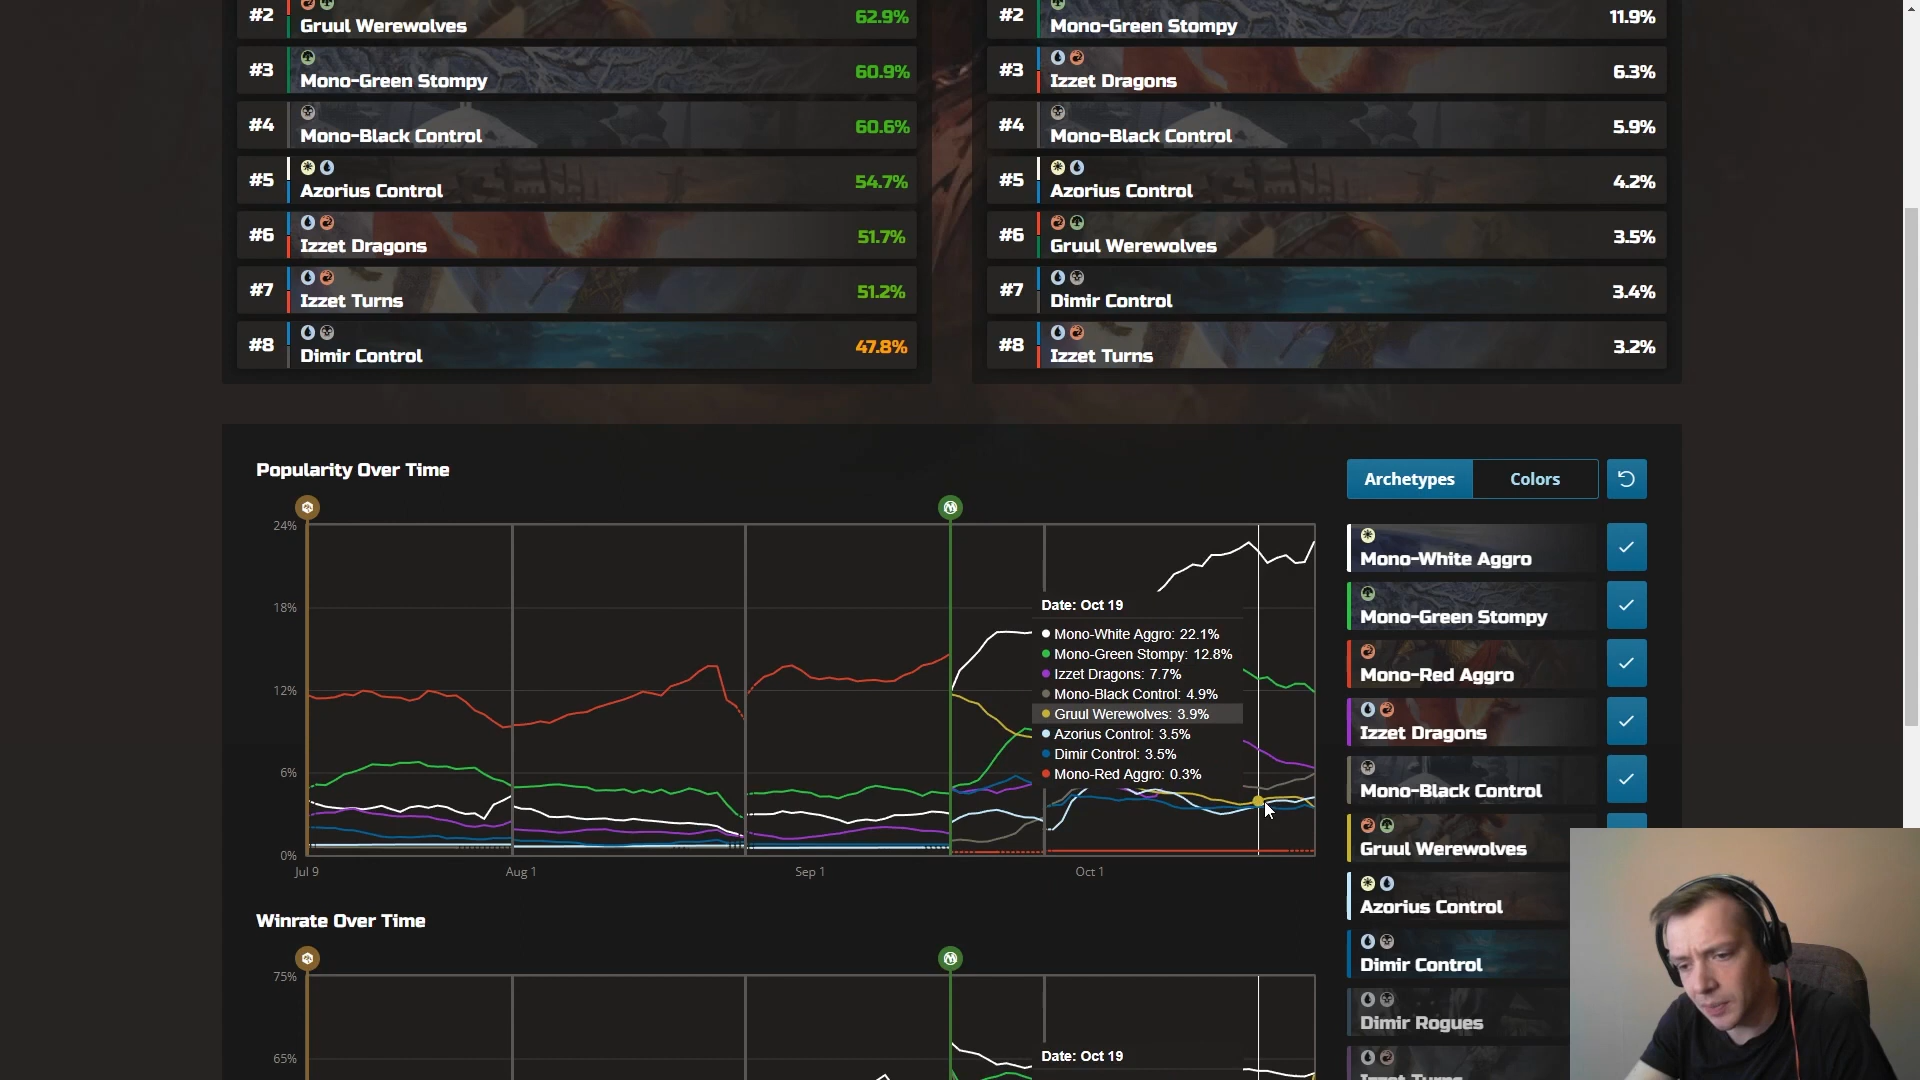 #2
Gruul Werewolves
62.9%
#3
Mono-Green Stompy
60.9%
#4
Mono-Black Control
60.6%
#5
Azorius Control
54.7%
#6
Izzet Dragons
51.7%
#7
Izzet Turns
51.2%
#8
Dimir Control
47.8%
#2
Mono-Green Stompy
11.9%
#3
Izzet Dragons
6.3%
#4
Mono-Black Control
5.9%
#5
Azorius Control
4.2%
#6
Gruul Werewolves
3.5%
#7
Dimir Control
3.4%
#8
Izzet Turns
3.2%
Popularity Over Time
24%
18%
12%
6%
0%
Jul 9
Aug 1
Sep 1
Oct 1
Date: Oct 19
Mono-White Aggro: 22.1%
Mono-Green Stompy: 12.8%
Izzet Dragons: 7.7%
Mono-Black Control: 4.9%
Gruul Werewolves: 3.9%
Azorius Control: 3.5%
Dimir Control: 3.5%
Mono-Red Aggro: 0.3%
Archetypes
Colors
Mono-White Aggro
Mono-Green Stompy
Mono-Red Aggro
Izzet Dragons
Mono-Black Control
Gruul Werewolves
Azorius Control
Dimir Control
Dimir Rogues
Izzet Turns
Winrate Over Time
75%
65%
Date: Oct 19